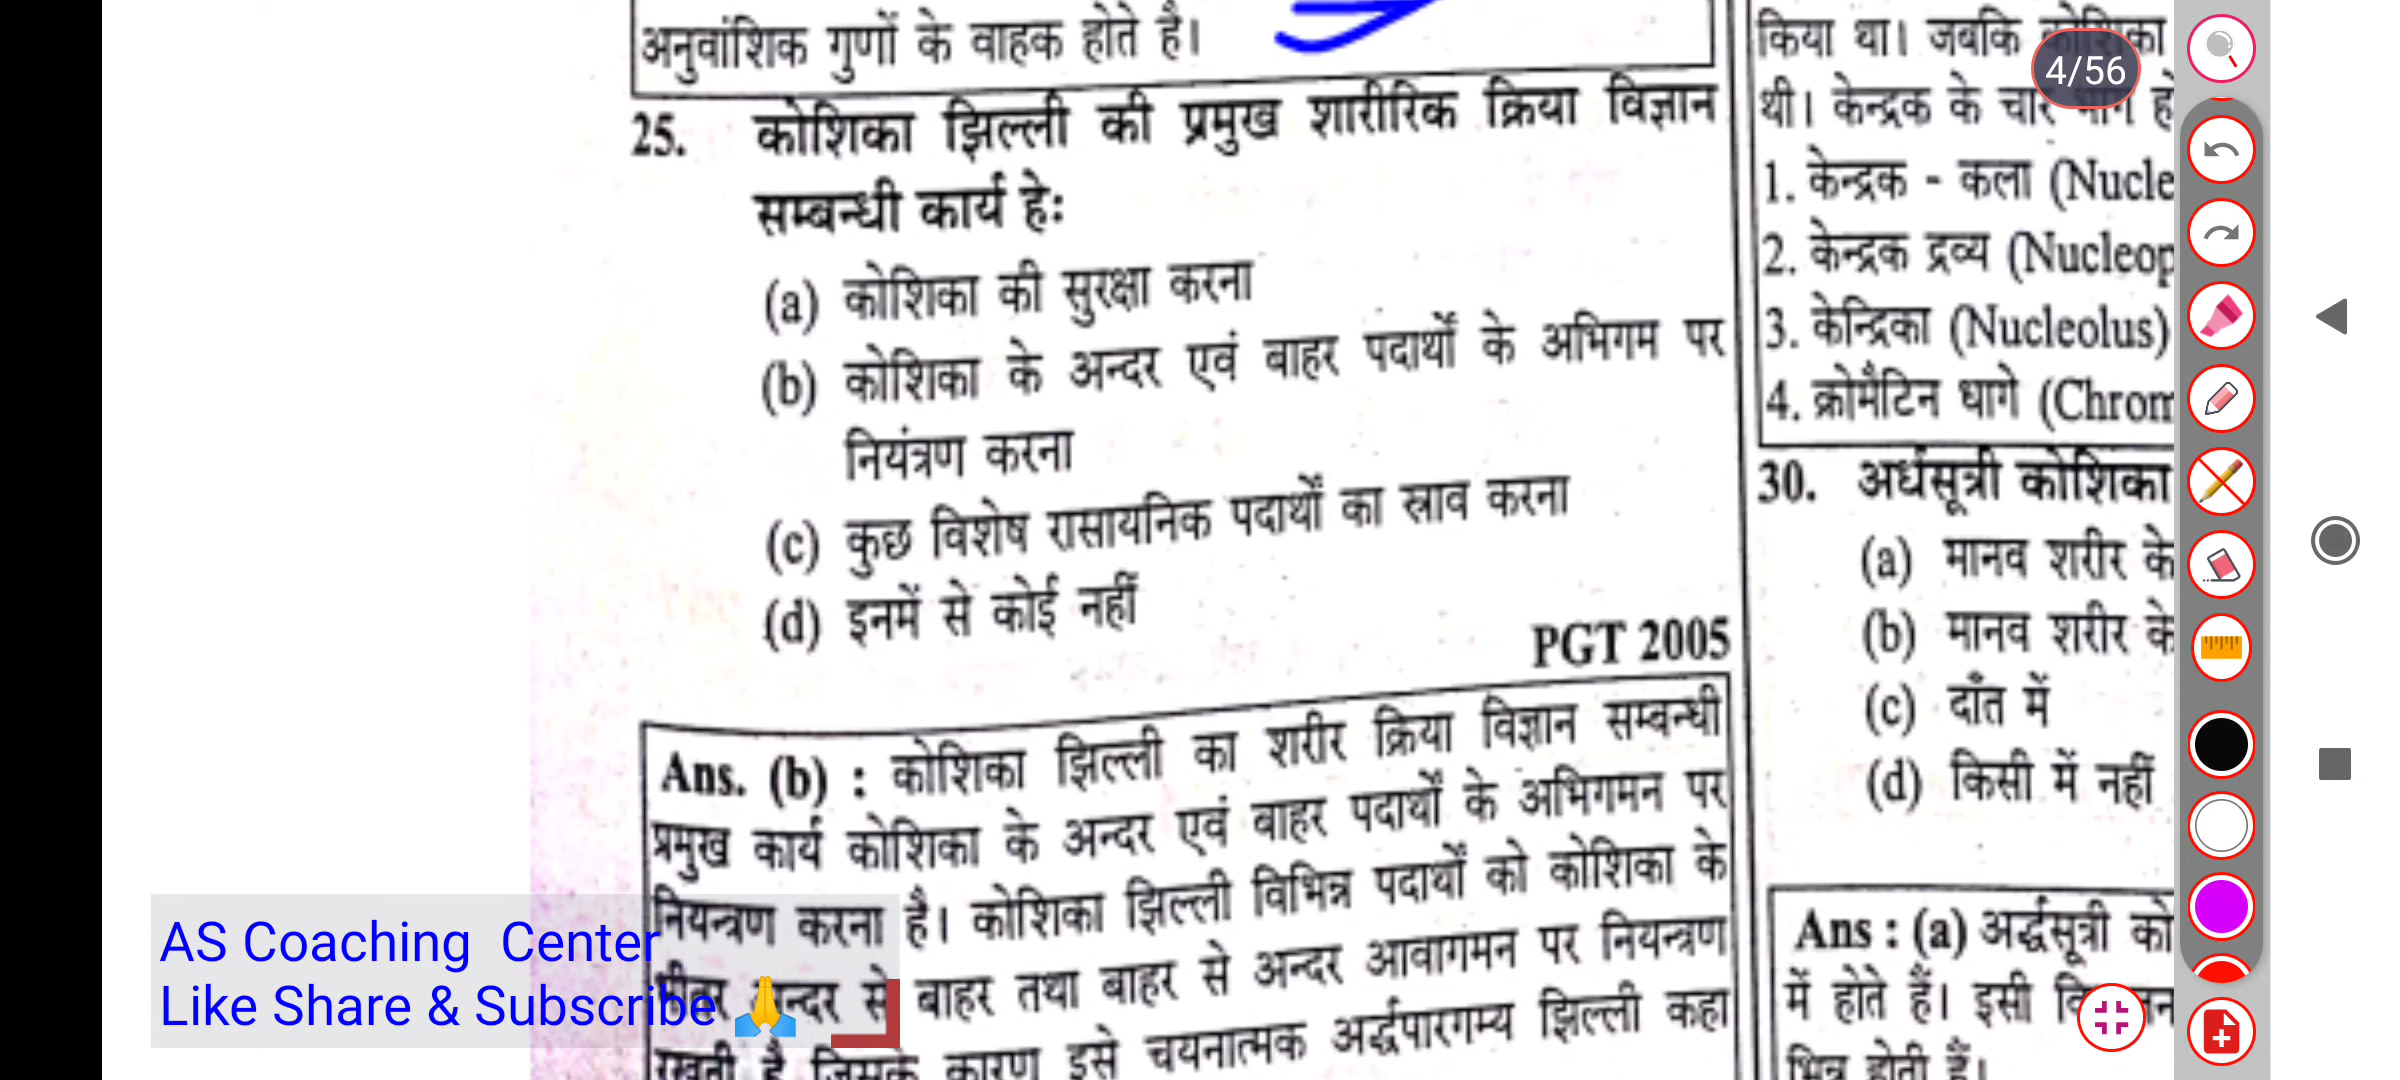 अनुवांशिक गुणों के वाहक होते है।
25. कोशिका झिल्ली की प्रमुख शारीरिक क्रिया विज्ञान
सम्बन्धी कार्य हेः
(a) कोशिका की सुरक्षा करना
(b) कोशिका के अन्दर एवं बाहर पदार्थों के अभिगम पर
नियंत्रण करना
(c) कुछ विशेष रासायनिक पदार्थों का स्राव करना
(d) इनमें से कोई नहीं
PGT 2005
Ans. (b) : कोशिका झिल्ली का शरीर क्रिया विज्ञान सम्बन्धी
प्रमुख कार्य कोशिका के अन्दर एवं बाहर पदार्थों के अभिगमन पर
नियन्त्रण करना है। कोशिका झिल्ली विभिन्न पदार्थों को कोशिका के
अन्दर से बाहर तथा बाहर से अन्दर आवागमन पर नियन्त्रण
रखती है जिसके कारण इसे चयनात्मक अर्द्धपारगम्य झिल्ली कहा
किया था। जबकि कोशिका
थी। केन्द्रक के चार भाग
1. केन्द्रक - कला (Nucle
2. केन्द्रक द्रव्य (Nucleop
3. केन्द्रिका (Nucleolus)
4. क्रोमैटिन धागे (Chrom
30. अर्धसूत्री कोशिका
(a) मानव शरीर के
(b) मानव शरीर के
(c) दाँत में
(d) किसी में नहीं
Ans : (a) अर्द्धसूत्री को
में होते हैं। इसी
भिन्न होती हैं।
4/56
AS Coaching Center
Like Share & Subscribe 🙏